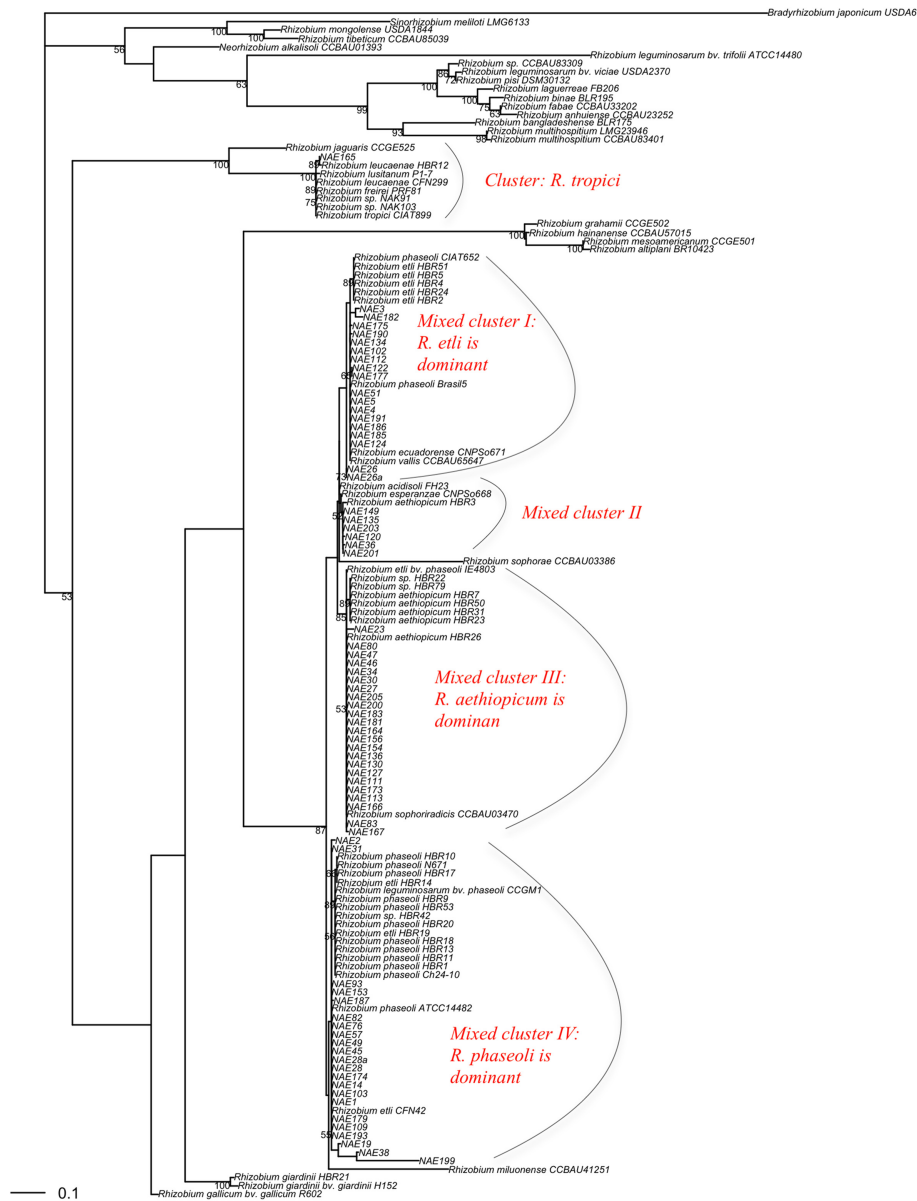 Bradyrhizobium japonicum USDA6
Sinorhizobium meliloti LMG6133
100
Rhizobium mongolense USDA1844
100
Rhizobium tibeticum CCBAU85039
56
Neorhizobium alkalisoli CCBAU01393
Rhizobium leguminosarum bv. trifolii ATCC14480
Rhizobium sp. CCBAU83309
86
Rhizobium leguminosarum bv. viciae USDA2370
72
Rhizobium pisi DSM30132
63
100
Rhizobium laguerreae FB206
100
Rhizobium binae BLR195
75
Rhizobium fabae CCBAU33202
99
63
Rhizobium anhuiense CCBAU23252
Rhizobium bangladeshense BLR175
93
Rhizobium multihospitium LMG23946
98
Rhizobium multihospitium CCBAU83401
Rhizobium jaguaris CCGE525
NAE165
100
89
Rhizobium leucaenae HBR12
100
Rhizobium lusitanum P1-7
Rhizobium leucaenae CFN299
Cluster: R. tropici
89
Rhizobium freirei PRF81
Rhizobium sp. NAK91
75
Rhizobium sp. NAK103
Rhizobium tropici CIAT899
Rhizobium grahamii CCGE502
100
Rhizobium hainanense CCBAU57015
Rhizobium mesoamericanum CCGE501
100
Rhizobium altiplani BR10423
Rhizobium phaseoli CIAT652
Rhizobium etli HBR51
Rhizobium etli HBR5
89
Rhizobium etli HBR4
Rhizobium etli HBR24
Rhizobium etli HBR2
NAE3
NAE182
Mixed cluster I:
R. etli is
dominant
NAE175
NAE190
NAE134
NAE102
NAE112
NAE122
NAE177
Rhizobium phaseoli Brasil5
NAE51
NAE5
NAE4
NAE191
NAE186
NAE185
NAE124
Rhizobium ecuadorense CNPSo671
Rhizobium vallis CCBAU65647
NAE26
73
NAE26a
Rhizobium acidisoli FH23
Rhizobium esperanzae CNPSo668
Rhizobium aethiopicum HBR3
NAE149
Mixed cluster II
NAE135
NAE203
NAE120
NAE36
NAE201
Rhizobium sophorae CCBAU03386
Rhizobium etli bv. phaseoli IE4803
Rhizobium sp. HBR22
Rhizobium sp. HBR79
53
Rhizobium aethiopicum HBR7
89
Rhizobium aethiopicum HBR50
Rhizobium aethiopicum HBR31
85
Rhizobium aethiopicum HBR23
NAE23
Rhizobium aethiopicum HBR26
NAE80
NAE47
NAE46
NAE34
NAE30
NAE27
Mixed cluster III:
R. aethiopicum is
dominan
NAE205
NAE200
53
NAE183
NAE181
NAE164
NAE156
NAE154
NAE136
NAE130
NAE127
NAE111
NAE173
NAE113
NAE166
Rhizobium sophoriradicis CCBAU03470
NAE83
87
NAE167
NAE2
NAE31
Rhizobium phaseoli HBR10
Rhizobium phaseoli N671
Rhizobium phaseoli HBR17
Rhizobium etli HBR14
Rhizobium leguminosarum bv. phaseoli CCGM1
Rhizobium phaseoli HBR9
89
Rhizobium phaseoli HBR53
Rhizobium sp. HBR42
Rhizobium phaseoli HBR20
Rhizobium etli HBR19
56
Rhizobium phaseoli HBR18
Rhizobium phaseoli HBR13
Rhizobium phaseoli HBR11
Rhizobium phaseoli HBR1
Rhizobium phaseoli Ch24-10
NAE93
NAE153
NAE187
Rhizobium phaseoli ATCC14482
NAE82
NAE76
Mixed cluster IV:
R. phaseoli is
dominant
NAE57
NAE49
NAE45
NAE28a
NAE28
NAE174
NAE14
NAE103
NAE1
Rhizobium etli CFN42
NAE179
NAE109
55
NAE193
NAE19
NAE38
NAE199
Rhizobium miluonense CCBAU41251
Rhizobium giardinii HBR21
100
Rhizobium giardinii bv. giardinii H152
Rhizobium gallicum bv. gallicum R602
0.1